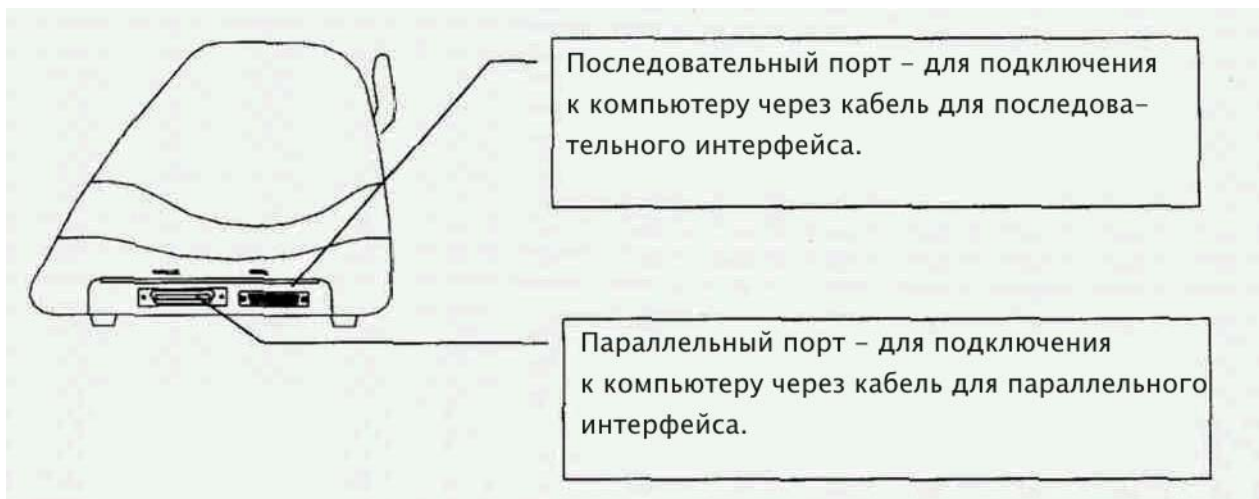 Последовательный порт – для подключения
к компьютеру через кабель для последова-
тельного интерфейса.
Параллельный порт – для подключения
к компьютеру через кабель для параллельного
интерфейса.